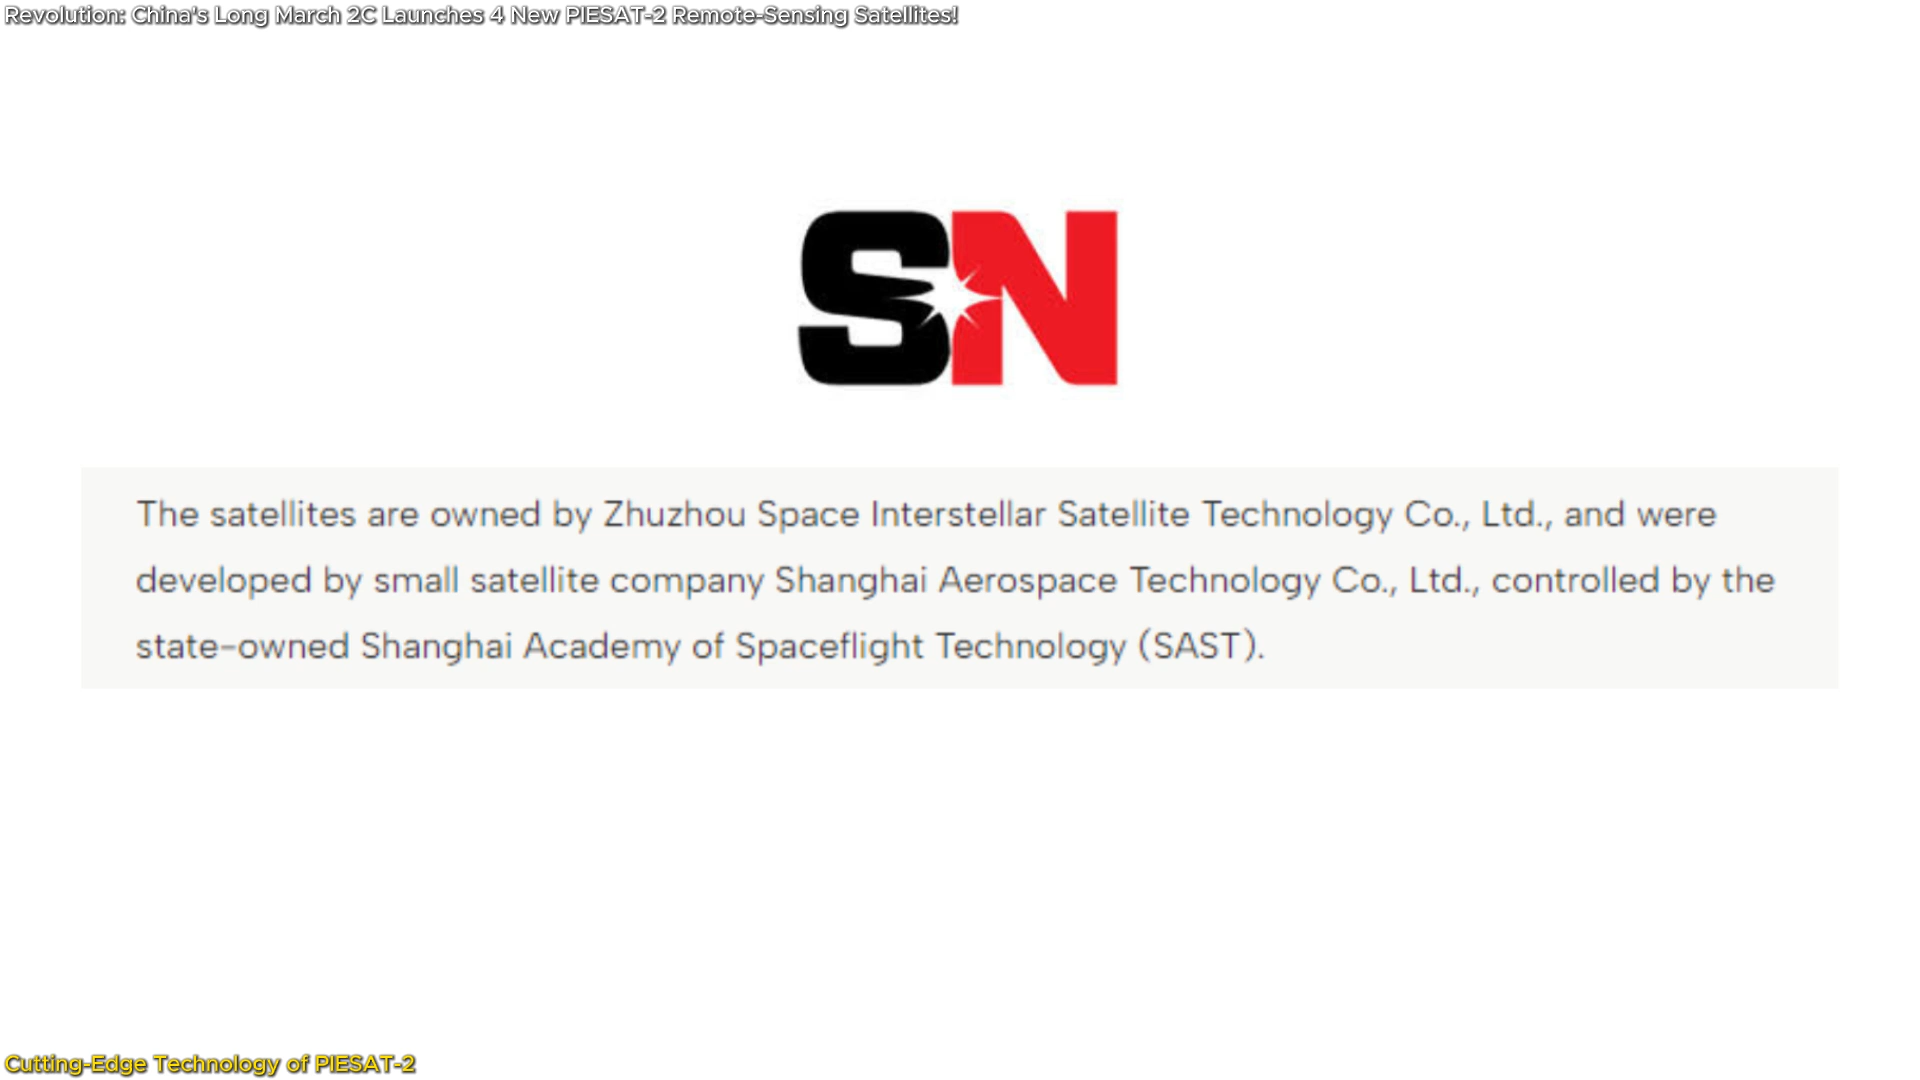 Revolution: China's Long March 2C Launches 4 New PIESAT-2 Remote-Sensing Satellites!
SN
The satellites are owned by Zhuzhou Space Interstellar Satellite Technology Co., Ltd., and were
developed by small satellite company Shanghai Aerospace Technology Co., Ltd., controlled by the
state-owned Shanghai Academy of Spaceflight Technology (SAST).
Cutting-Edge Technology of PIESAT-2